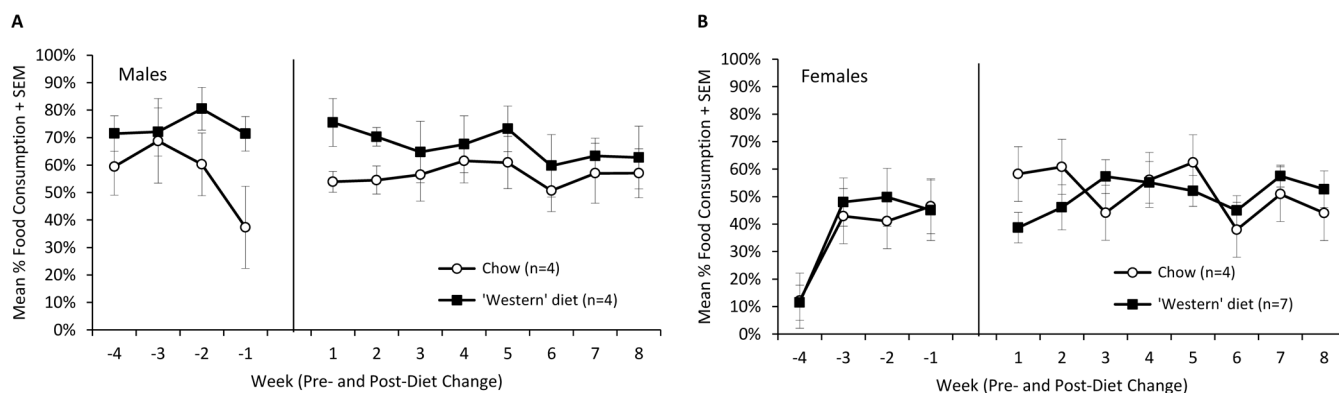 A
Mean % Food Consumption + SEM
100%
90%
80%
70%
60%
50%
40%
30%
20%
10%
0%
Males
Chow (n=4)
'Western' diet (n=4)
-4 -3 -2 -1 1 2 3 4 5 6 7 8
Week (Pre- and Post-Diet Change)
B
Mean % Food Consumption + SEM
100%
90%
80%
70%
60%
50%
40%
30%
20%
10%
0%
Females
Chow (n=4)
'Western' diet (n=7)
-4 -3 -2 -1 1 2 3 4 5 6 7 8
Week (Pre- and Post-Diet Change)